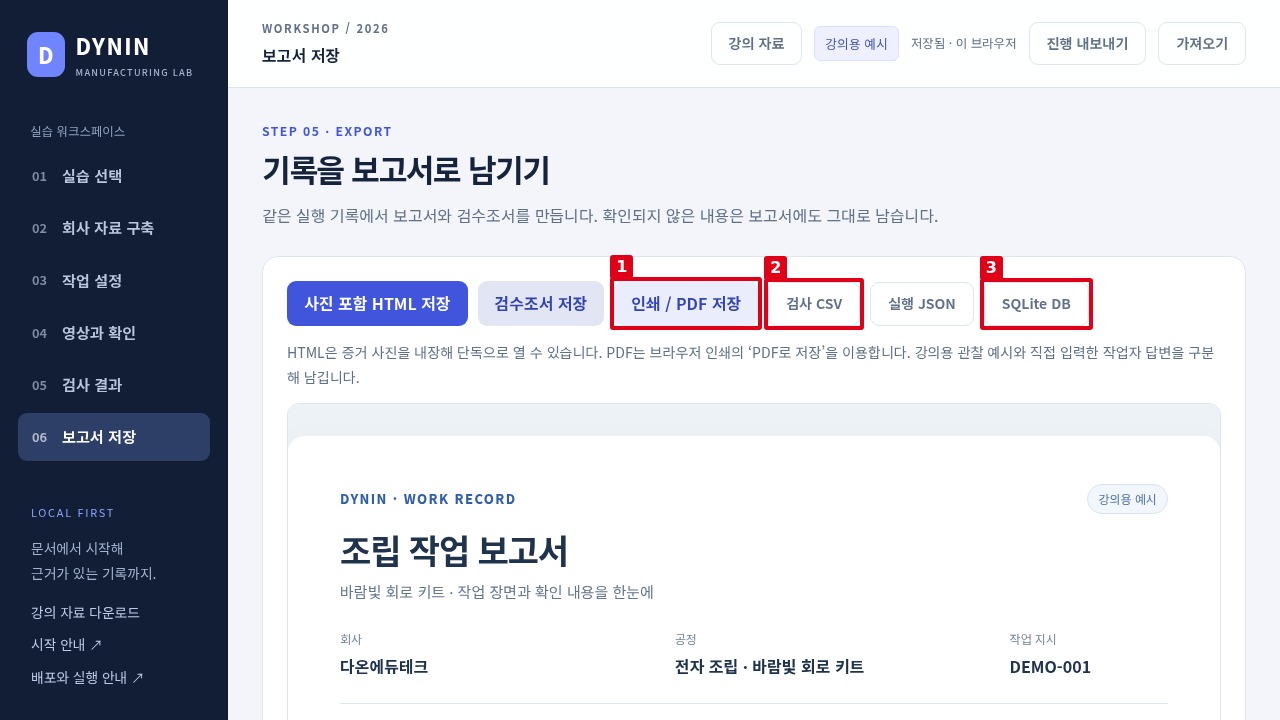 D
DYNIN
MANUFACTURING LAB
실습 워크스페이스
01 실습 선택
02 회사 자료 구축
03 작업 설정
04 영상과 확인
05 검사 결과
06 보고서 저장
LOCAL FIRST
문서에서 시작해
근거가 있는 기록까지.
강의 자료 다운로드
시작 안내 ↗
배포와 실행 안내 ↗
WORKSHOP / 2026
보고서 저장
강의 자료
강의용 예시
저장됨 · 이 브라우저
진행 내보내기
가져오기
STEP 05 · EXPORT
기록을 보고서로 남기기
같은 실행 기록에서 보고서와 검수조서를 만듭니다. 확인되지 않은 내용은 보고서에도 그대로 남습니다.
1
2
3
사진 포함 HTML 저장
검수조서 저장
인쇄 / PDF 저장
검사 CSV
실행 JSON
SQLite DB
HTML은 증거 사진을 내장해 단독으로 열 수 있습니다. PDF는 브라우저 인쇄의 ‘PDF로 저장’을 이용합니다. 강의용 관찰 예시와 직접 입력한 작업자 답변을 구분
해 남깁니다.
DYNIN · WORK RECORD
강의용 예시
조립 작업 보고서
바람빛 회로 키트 · 작업 장면과 확인 내용을 한눈에
회사
공정
작업 지시
다온에듀테크
전자 조립 · 바람빛 회로 키트
DEMO-001